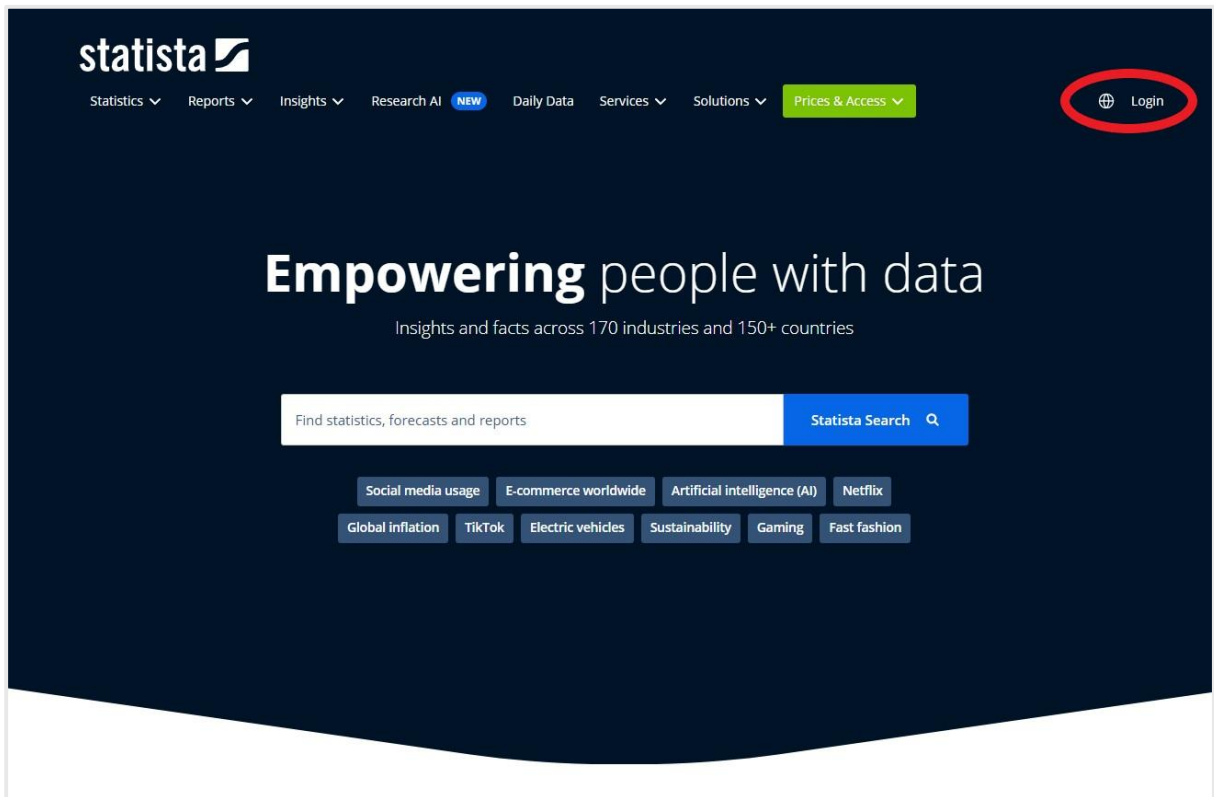 statista
Statistics Reports Insights Research AI NEW Daily Data Services Solutions Prices & Access Login
Empowering people with data
Insights and facts across 170 industries and 150+ countries
Find statistics, forecasts and reports Statista Search
Social media usage E-commerce worldwide Artificial intelligence (AI) Netflix
Global inflation TikTok Electric vehicles Sustainability Gaming Fast fashion